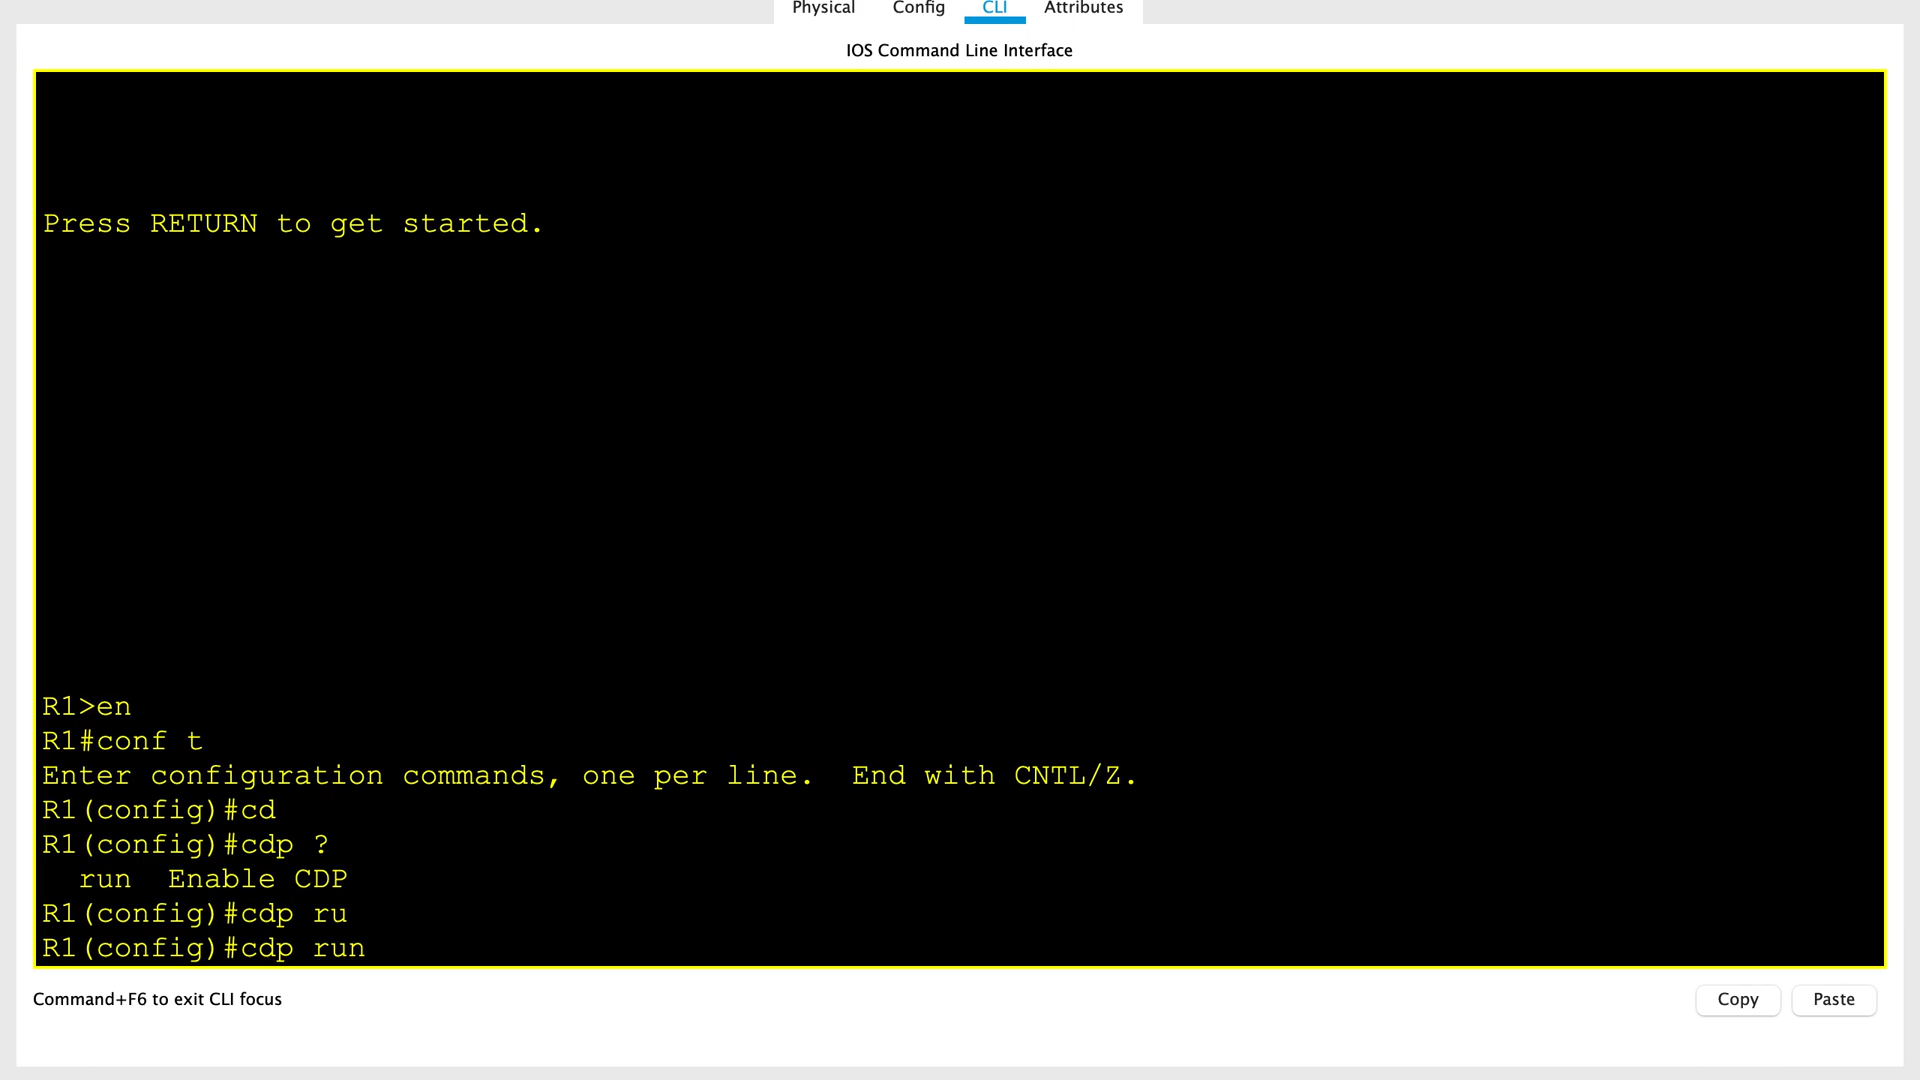 Physical Config CLI Attributes
IOS Command Line Interface
Press RETURN to get started.
R1>en
R1#conf t
Enter configuration commands, one per line.  End with CNTL/Z.
R1(config)#cd
R1(config)#cdp ?
  run  Enable CDP
R1(config)#cdp ru
R1(config)#cdp run
Command+F6 to exit CLI focus
Copy Paste